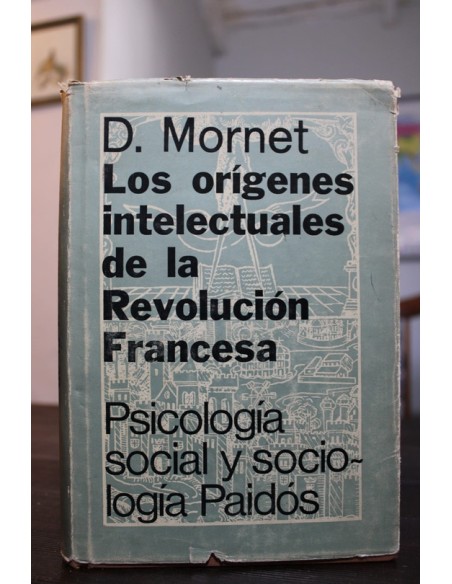 D. Mornet
Los orígenes
intelectuales
de la
Revolución
Francesa
Psicología
social y socio-
logía Paidós